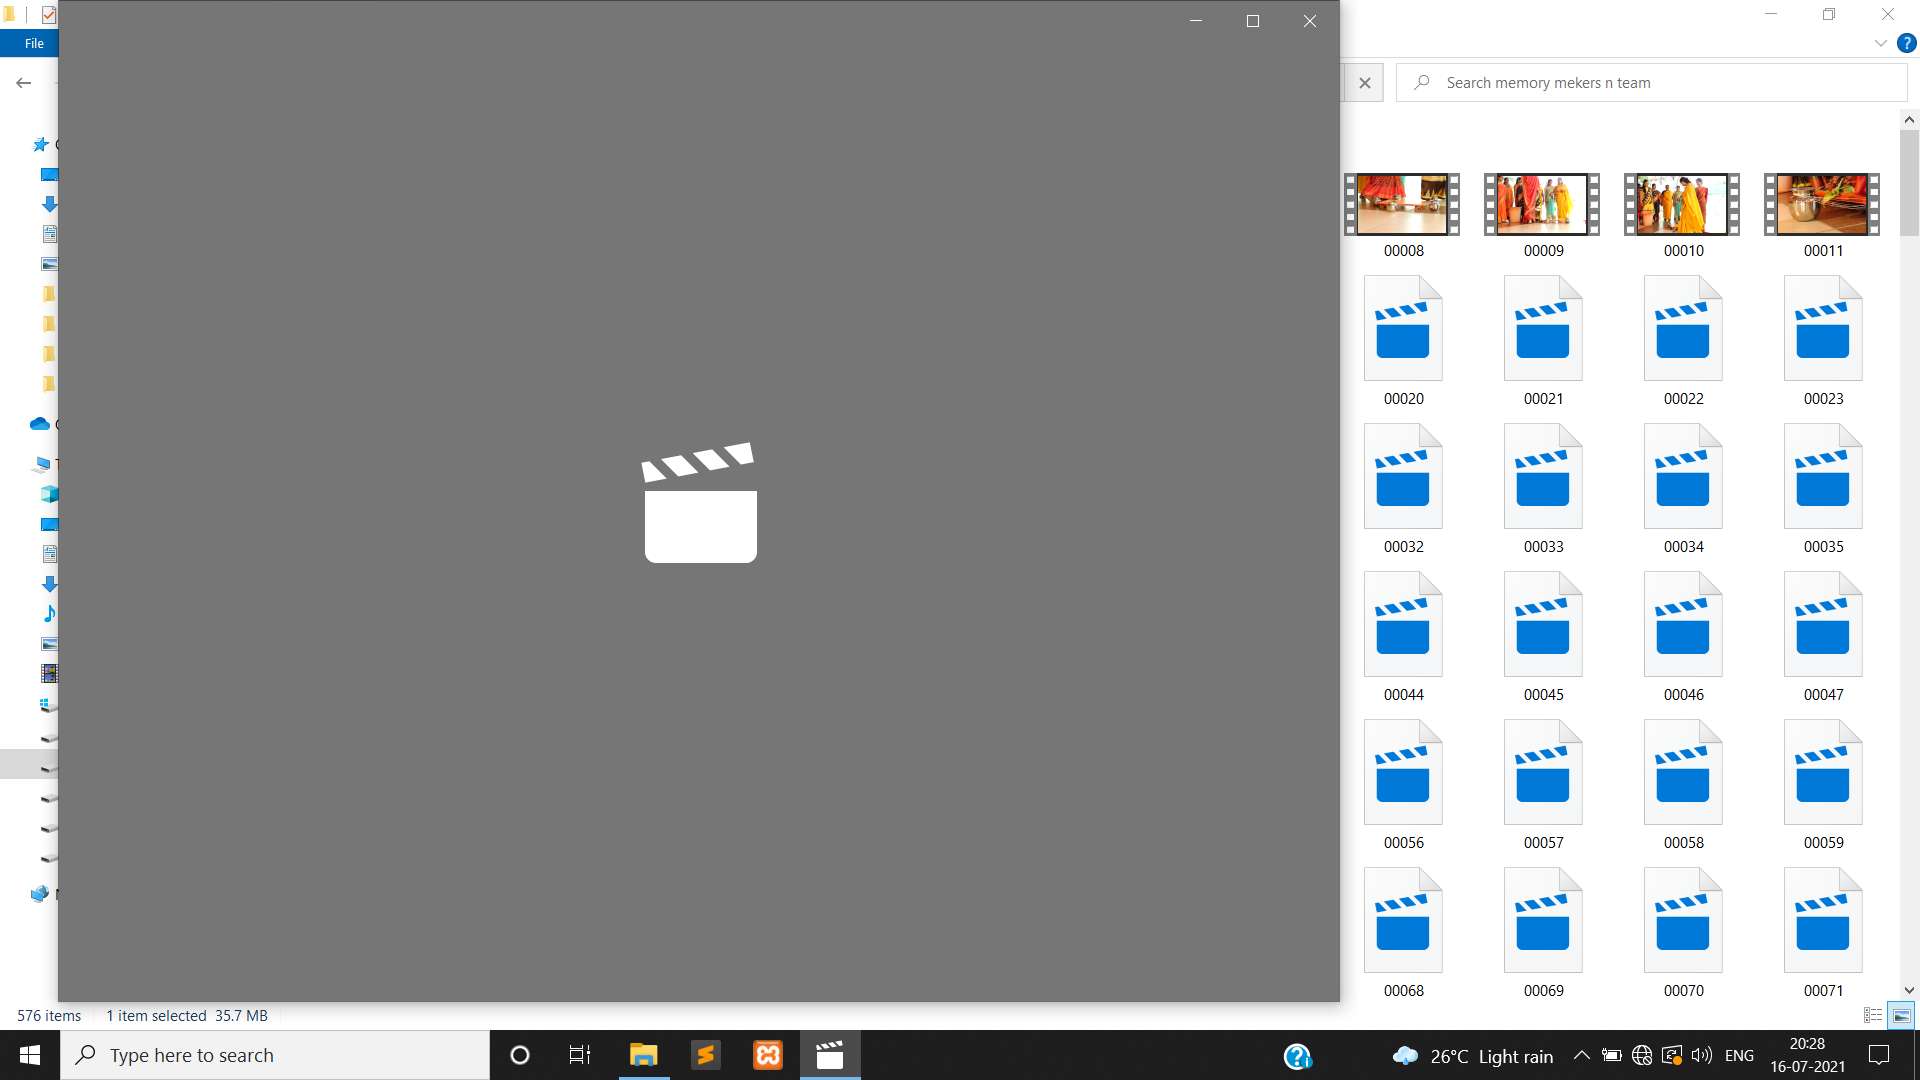 File
Search memory mekers n team
00008 00009 00010 00011
00020 00021 00022 00023
00032 00033 00034 00035
00044 00045 00046 00047
00056 00057 00058 00059
00068 00069 00070 00071
576 items 1 item selected 35.7 MB
Type here to search
26°C Light rain
ENG
20:28
16-07-2021